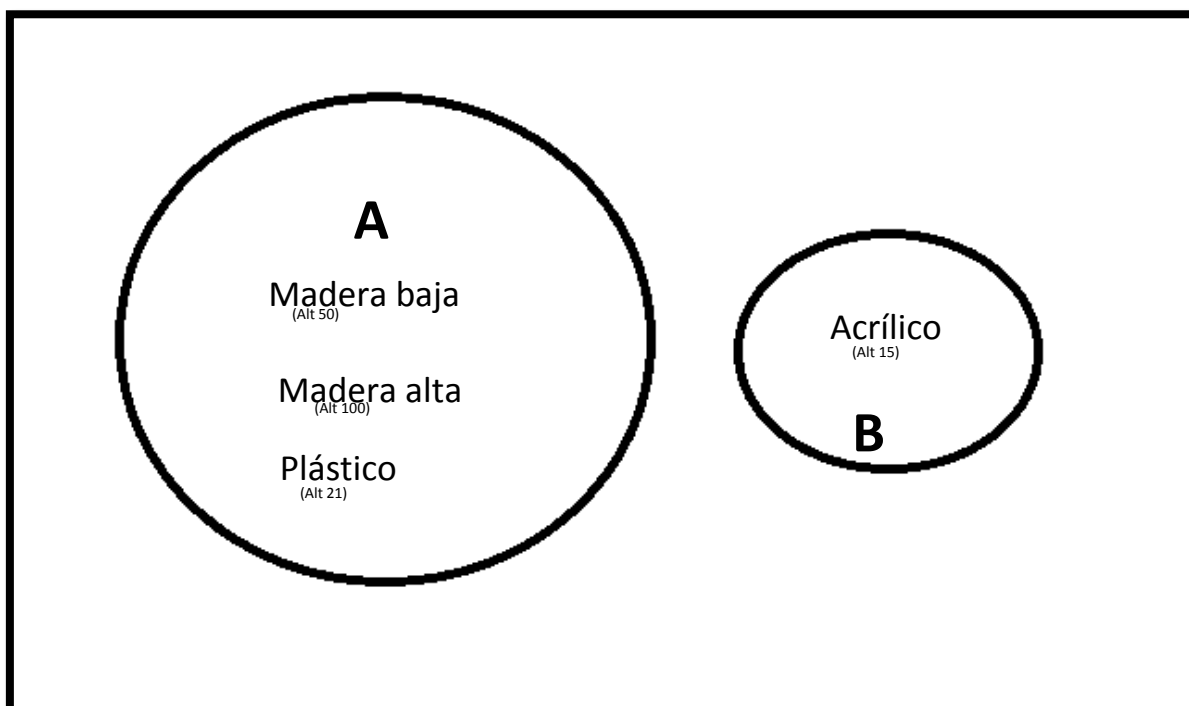 A
Madera baja
(Alt 50)
Madera alta
(Alt 100)
Plástico
(Alt 21)
Acrílico
(Alt 15)
B